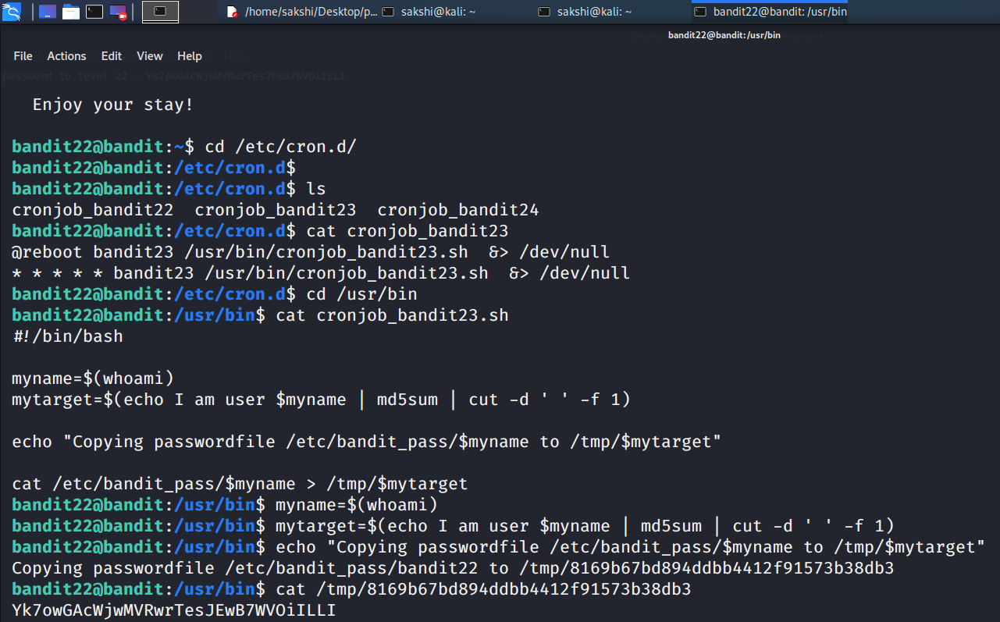 /home/sakshi/Desktop/p... sakshi@kali: ~ sakshi@kali: ~ bandit22@bandit: /usr/bin
bandit22@bandit: /usr/bin
File Actions Edit View Help
password to level 22 - Yk7owGAcWjwMVRwrTesJEwB7WVOiILLI
Enjoy your stay!
bandit22@bandit:~$ cd /etc/cron.d/
bandit22@bandit:/etc/cron.d$
bandit22@bandit:/etc/cron.d$ ls
cronjob_bandit22  cronjob_bandit23  cronjob_bandit24
bandit22@bandit:/etc/cron.d$ cat cronjob_bandit23
@reboot bandit23 /usr/bin/cronjob_bandit23.sh  &> /dev/null
* * * * * bandit23 /usr/bin/cronjob_bandit23.sh  &> /dev/null
bandit22@bandit:/etc/cron.d$ cd /usr/bin
bandit22@bandit:/usr/bin$ cat cronjob_bandit23.sh
#!/bin/bash
myname=$(whoami)
mytarget=$(echo I am user $myname | md5sum | cut -d ' ' -f 1)
echo "Copying passwordfile /etc/bandit_pass/$myname to /tmp/$mytarget"
cat /etc/bandit_pass/$myname > /tmp/$mytarget
bandit22@bandit:/usr/bin$ myname=$(whoami)
bandit22@bandit:/usr/bin$ mytarget=$(echo I am user $myname | md5sum | cut -d ' ' -f 1)
bandit22@bandit:/usr/bin$ echo "Copying passwordfile /etc/bandit_pass/$myname to /tmp/$mytarget"
Copying passwordfile /etc/bandit_pass/bandit22 to /tmp/8169b67bd894ddbb4412f91573b38db3
bandit22@bandit:/usr/bin$ cat /tmp/8169b67bd894ddbb4412f91573b38db3
Yk7owGAcWjwMVRwrTesJEwB7WVOiILLI